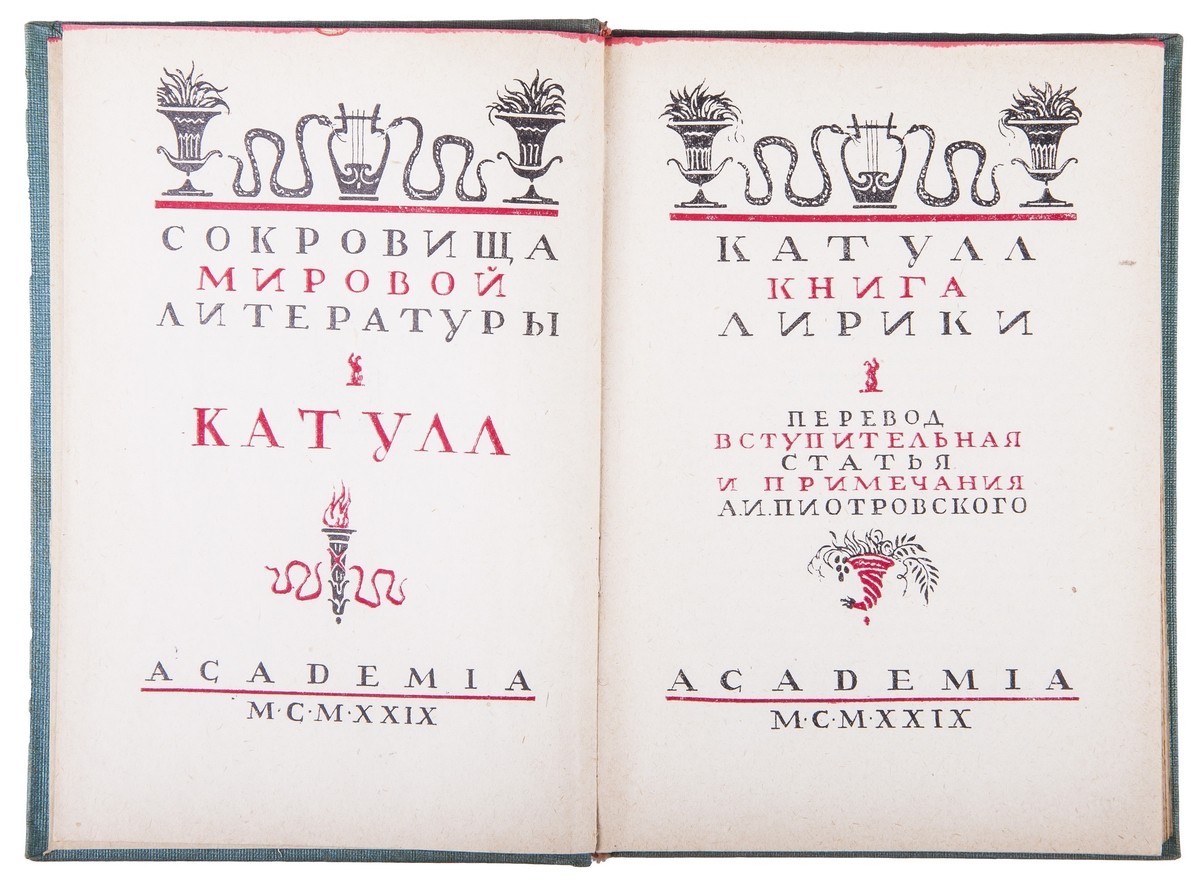 СОКРОВИЩА
МИРОВОЙ
ЛИТЕРАТУРЫ
КАТУЛЛ
ACADEMIA
M·C·M·XXIX
КАТУЛЛ
КНИГА
ЛИРИКИ
ПЕРЕВОД
ВСТУПИТЕЛЬНАЯ
СТАТЬЯ
И ПРИМЕЧАНИЯ
А.И.ПИОТРОВСКОГО
ACADEMIA
M·C·M·XXIX